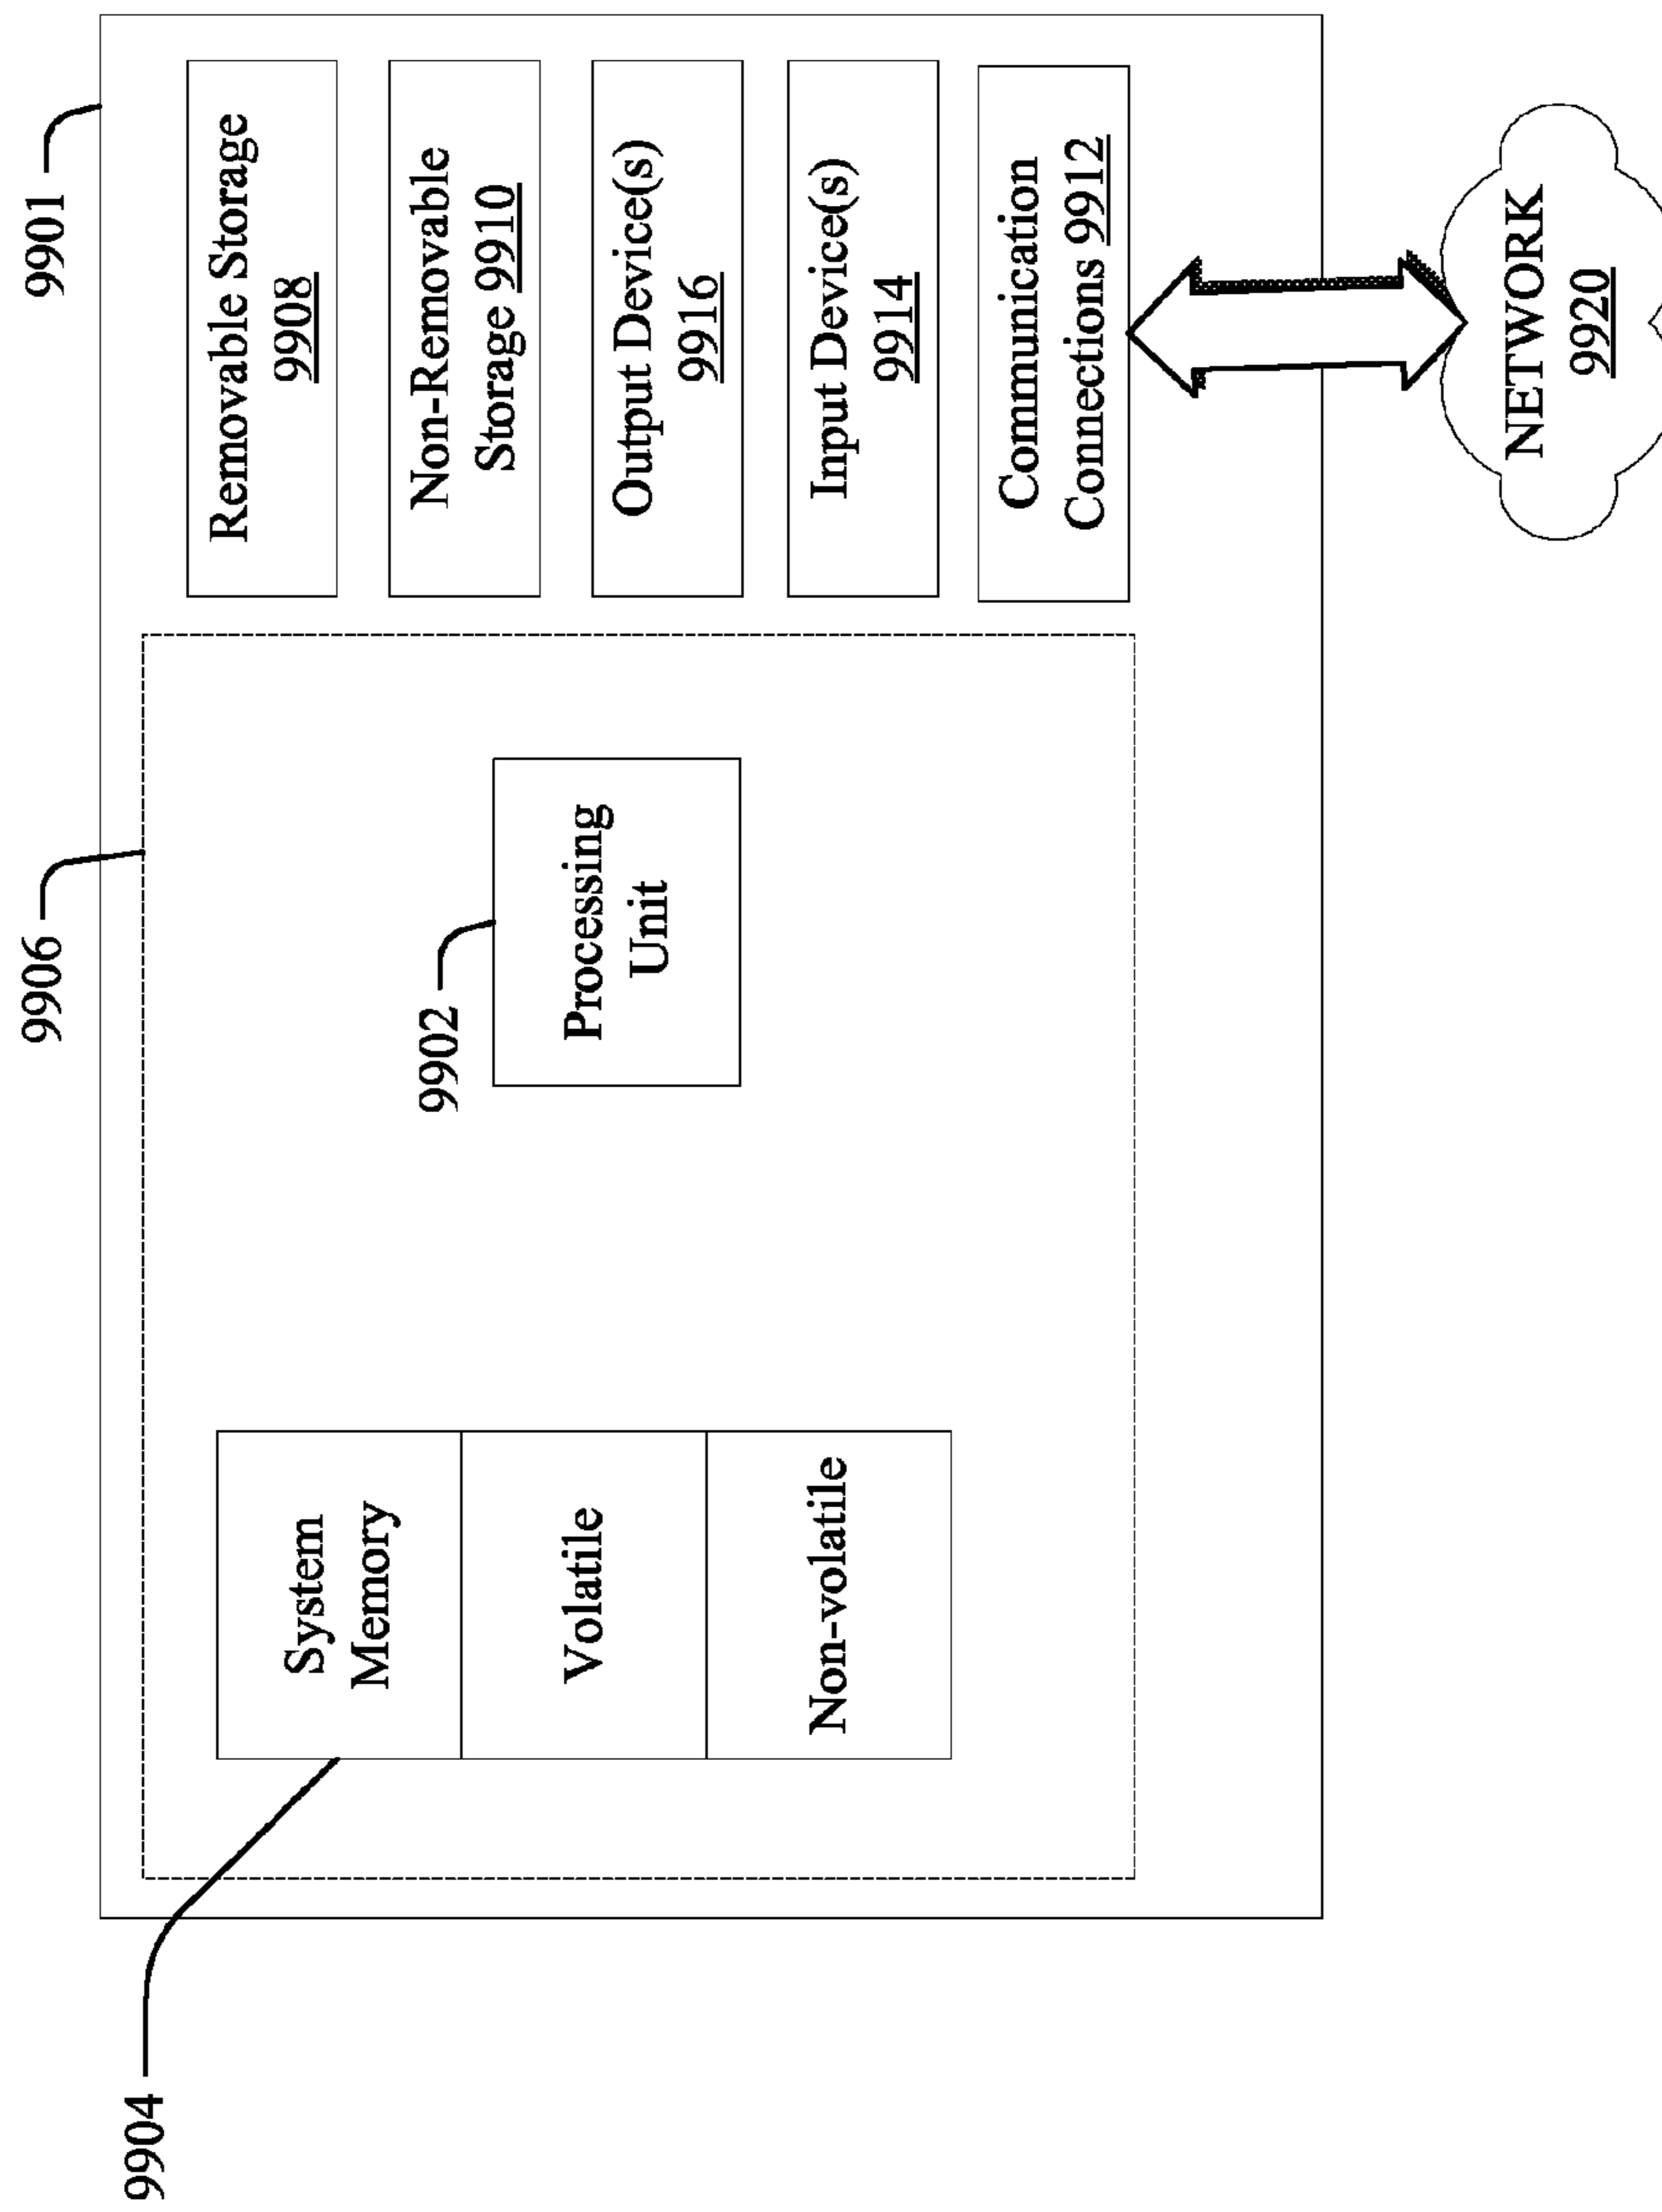 9901
9906
9904
9902
System
Memory
Volatile
Non-volatile
Processing
Unit
Removable Storage
9908
Non-Removable
Storage 9910
Output Device(s)
9916
Input Device(s)
9914
Communication
Connections 9912
NETWORK
9920